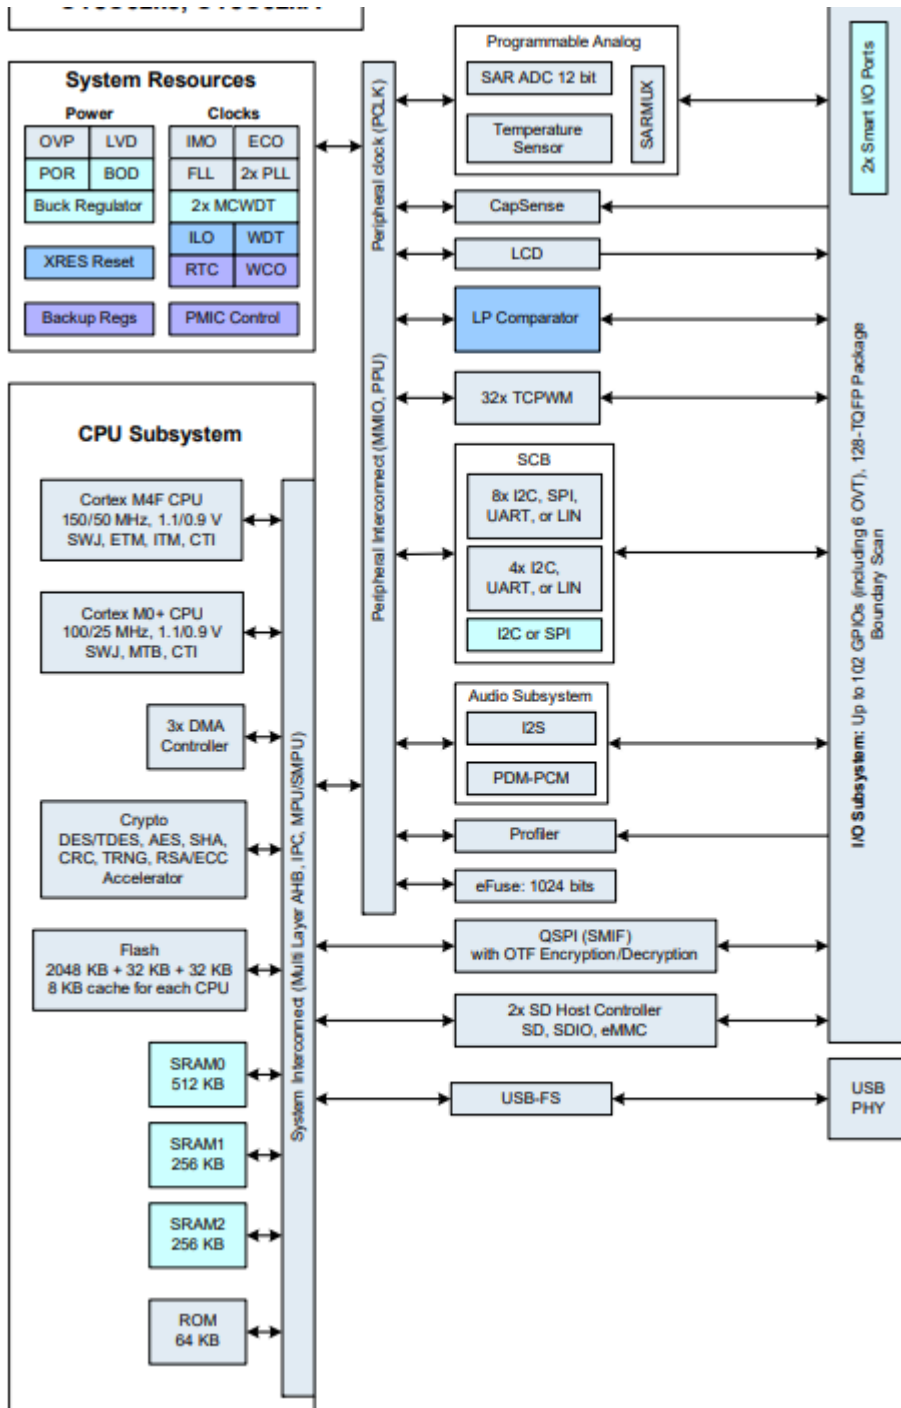 System Resources
Power
Clocks
OVP
LVD
IMO
ECO
POR
BOD
FLL
2x PLL
Buck Regulator
2x MCWDT
ILO
WDT
XRES Reset
RTC
WCO
Backup Regs
PMIC Control
CPU Subsystem
Cortex M4F CPU
150/50 MHz, 1.1/0.9 V
SWJ, ETM, ITM, CTI
Cortex M0+ CPU
100/25 MHz, 1.1/0.9 V
SWJ, MTB, CTI
3x DMA
Controller
Crypto
DES/TDES, AES, SHA,
CRC, TRNG, RSA/ECC
Accelerator
Flash
2048 KB + 32 KB + 32 KB
8 KB cache for each CPU
SRAM0
512 KB
SRAM1
256 KB
SRAM2
256 KB
ROM
64 KB
System Interconnect (Multi Layer AHB, IPC, MPU/SMPU)
Peripheral clock (PCLK)
Peripheral Interconnect (MMIO, PPU)
Programmable Analog
SAR ADC 12 bit
Temperature
Sensor
SARMUX
CapSense
LCD
LP Comparator
32x TCPWM
SCB
8x I2C, SPI,
UART, or LIN
4x I2C,
UART, or LIN
I2C or SPI
Audio Subsystem
I2S
PDM-PCM
Profiler
eFuse: 1024 bits
QSPI (SMIF)
with OTF Encryption/Decryption
2x SD Host Controller
SD, SDIO, eMMC
USB-FS
2x Smart I/O Ports
I/O Subsystem: Up to 102 GPIOs (including 6 OVT), 128-TQFP Package
Boundary Scan
USB
PHY